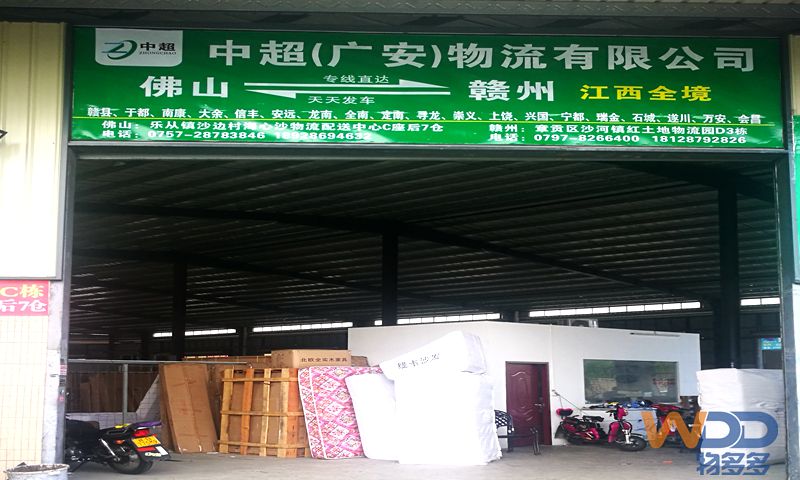 中超
ZHONGCHAO
中超(广安)物流有限公司
佛山 专线直达 赣州 江西全境
天天发车
赣县、于都、南康、大余、信丰、安远、龙南、全南、定南、寻龙、崇义、上饶、兴国、宁都、瑞金、石城、遂川、万安、会昌
佛山：乐从镇沙边村海心沙物流配送中心C座后7仓
赣州：章贡区沙河镇红土地物流园D3栋
电话：0757-28783846 18928694632
电话：0797-8266400 18128792826
C栋
后7仓
北欧全实木家具
WDD
物多多